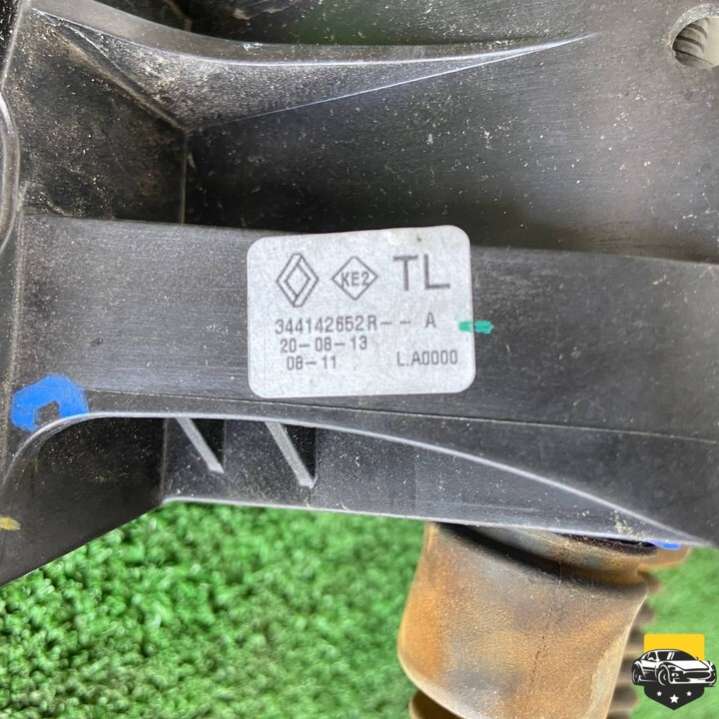 KE2 TL
344142652R-- A
20-08-13
08-11 L.A0000